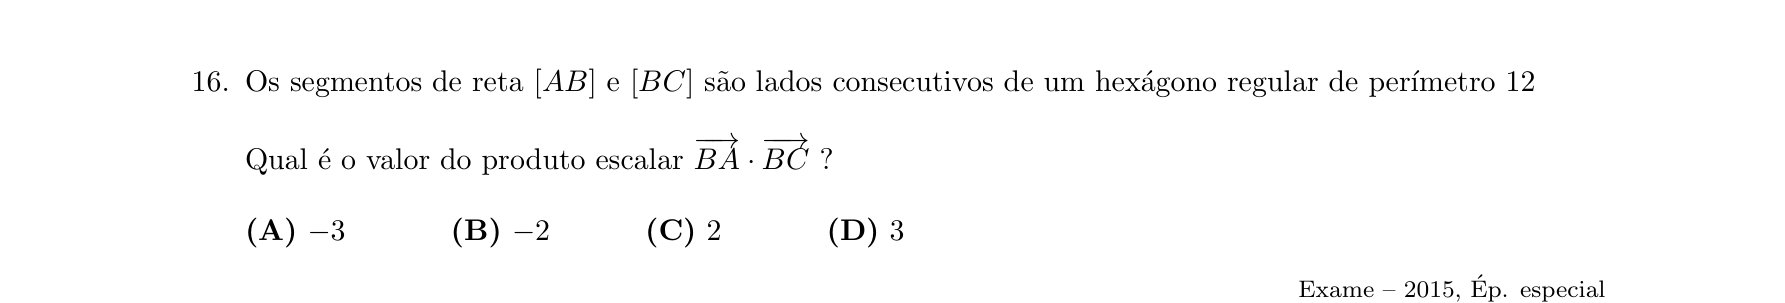 16. Os segmentos de reta [AB] e [BC] são lados consecutivos de um hexágono regular de perímetro 12
Qual é o valor do produto escalar $\overrightarrow{BA} \cdot \overrightarrow{BC}$ ?
(A) −3 (B) −2 (C) 2 (D) 3
Exame – 2015, Ép. especial